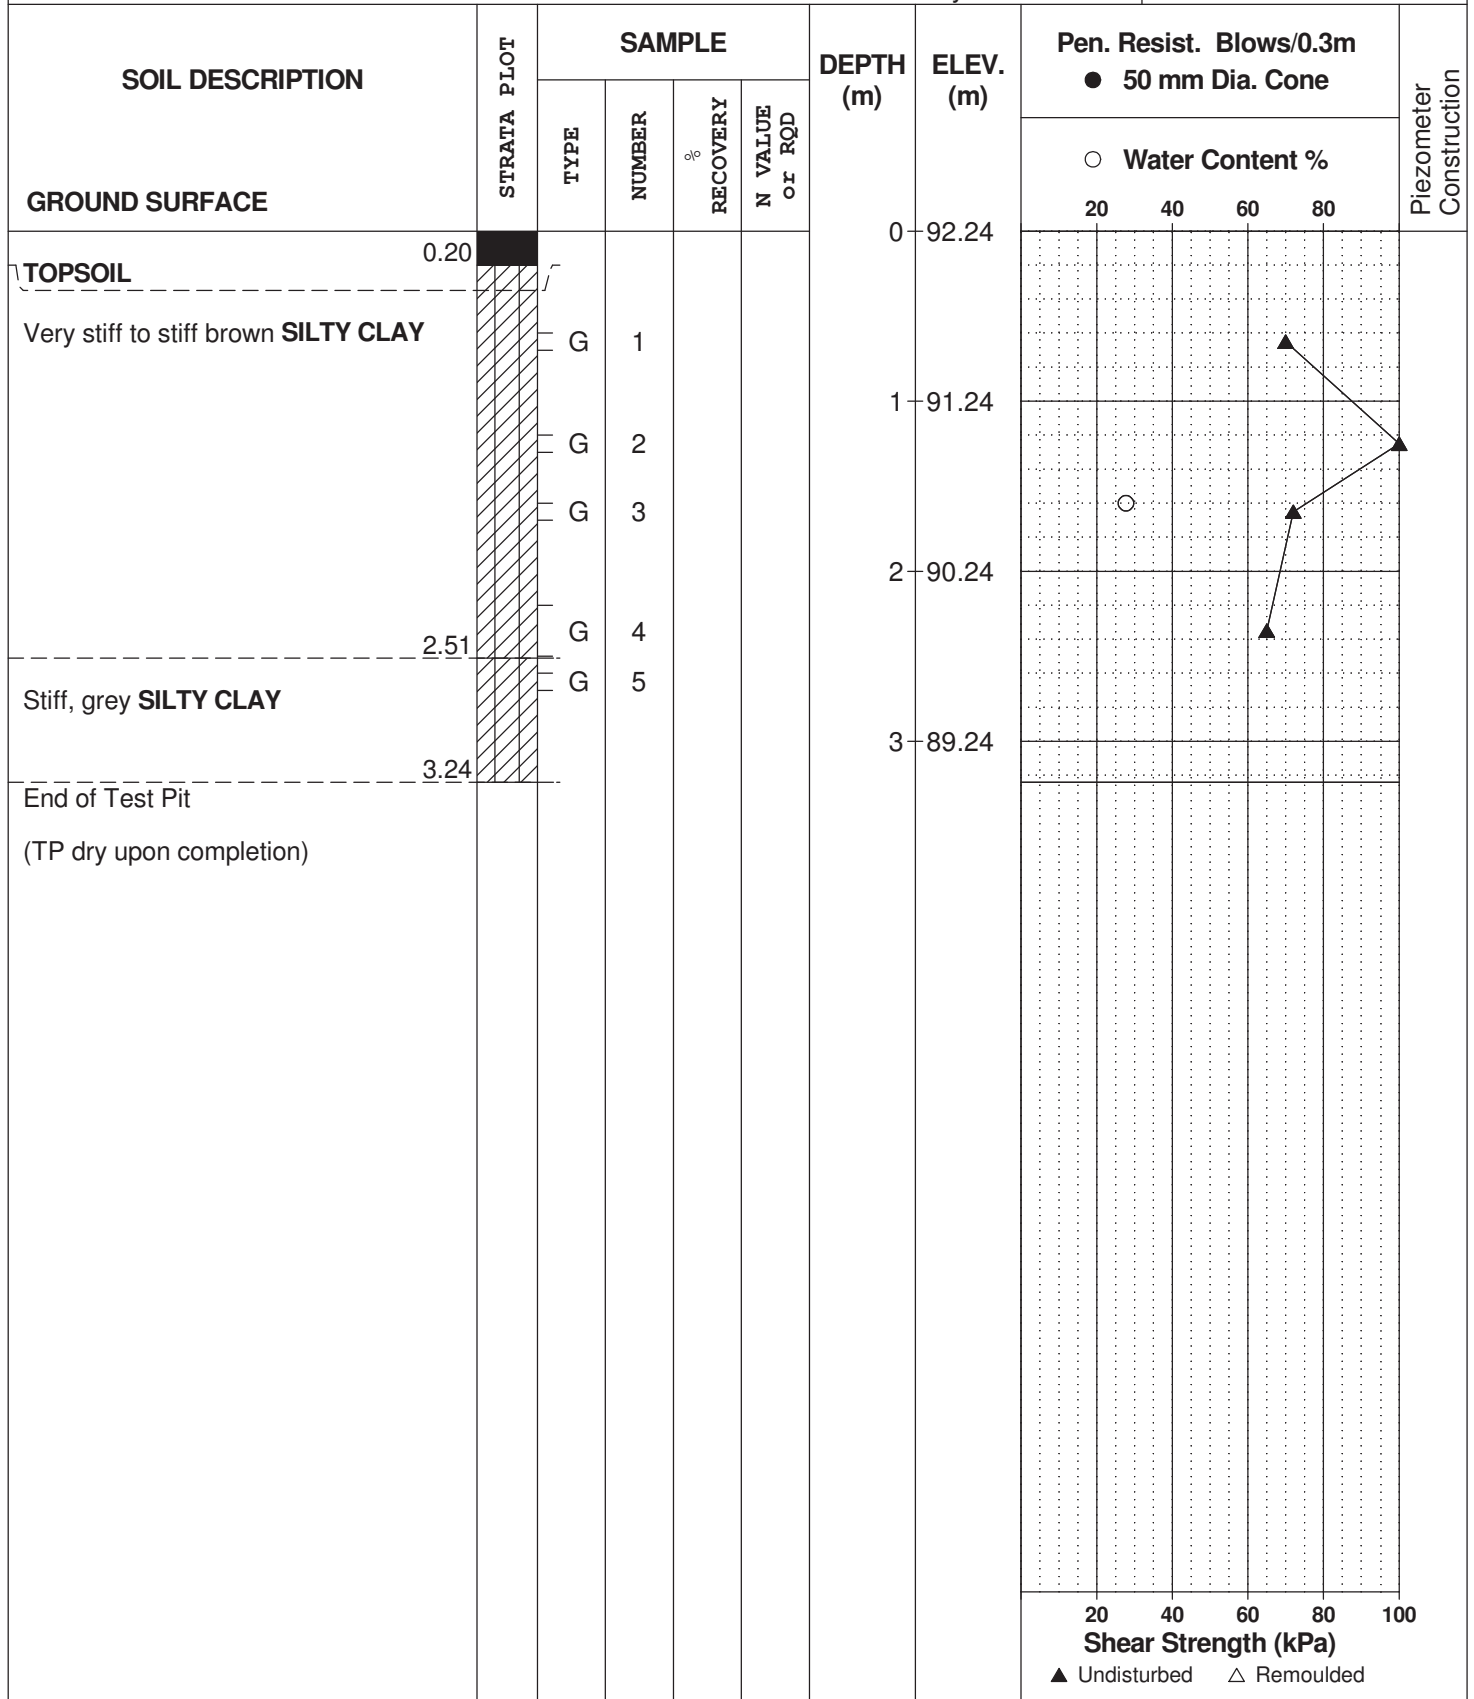 SOIL DESCRIPTION
GROUND SURFACE
STRATA PLOT
SAMPLE
TYPE
NUMBER
%
RECOVERY
N VALUE
or RQD
DEPTH
(m)
ELEV.
(m)
Pen. Resist. Blows/0.3m
● 50 mm Dia. Cone
○ Water Content %
20 40 60 80
Piezometer
Construction
0 92.24
0.20
TOPSOIL
Very stiff to stiff brown SILTY CLAY
G 1
1 91.24
G 2
G 3
2 90.24
G 4
2.51
G 5
Stiff, grey SILTY CLAY
3 89.24
3.24
End of Test Pit
(TP dry upon completion)
20 40 60 80 100
Shear Strength (kPa)
▲ Undisturbed △ Remoulded